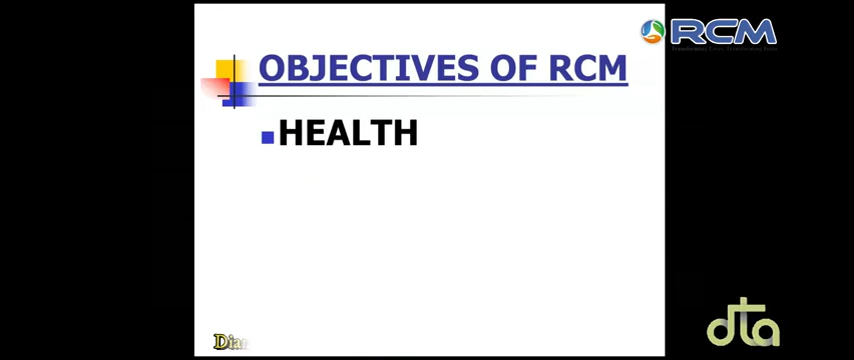 RCM
OBJECTIVES OF RCM
HEALTH
dta